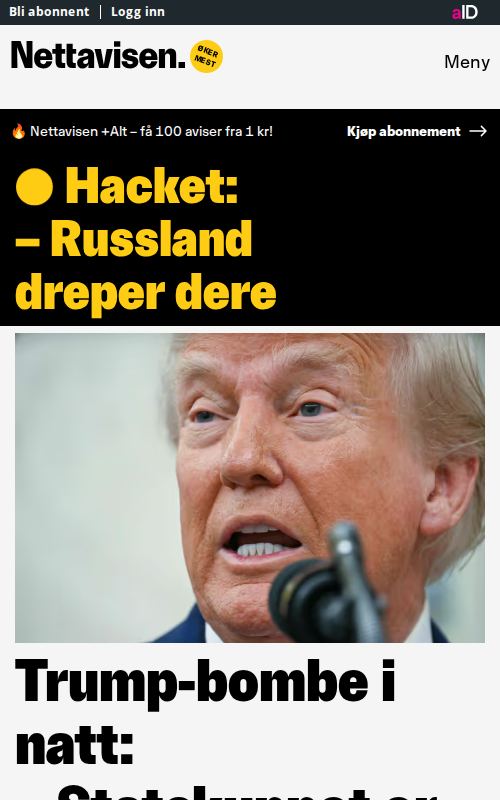 Bli abonnent | Logg inn
aID
Nettavisen.
ØKER
MEST
Meny
Nettavisen +Alt – få 100 aviser fra 1 kr!
Kjøp abonnement →
Hacket:
– Russland
dreper dere
Trump-bombe i
natt: